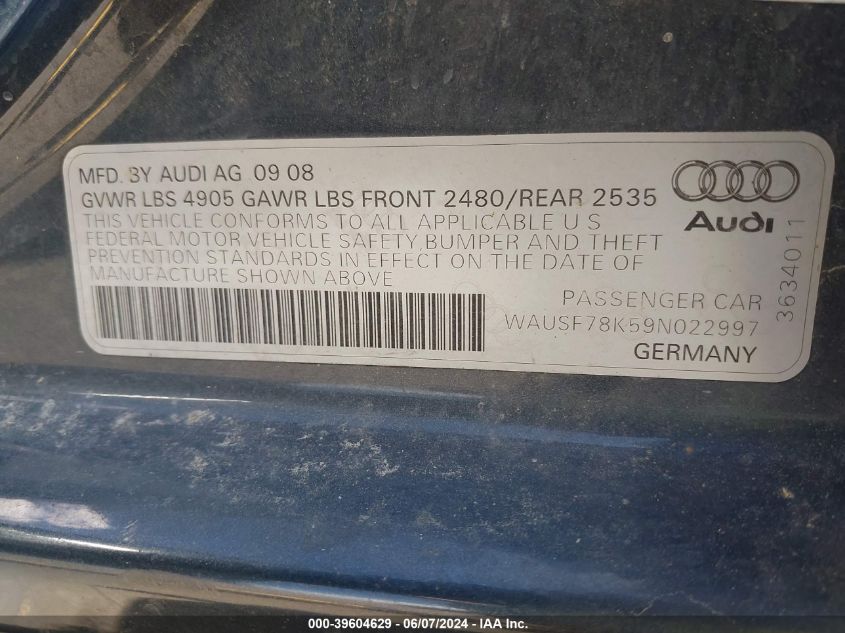 MFD. BY AUDI AG 09 08
GVWR LBS 4905 GAWR LBS FRONT 2480/REAR 2535
THIS VEHICLE CONFORMS TO ALL APPLICABLE U S
FEDERAL MOTOR VEHICLE SAFETY, BUMPER AND THEFT
PREVENTION STANDARDS IN EFFECT ON THE DATE OF
MANUFACTURE SHOWN ABOVE
Audi
3634011
PASSENGER CAR
WAUSF78K59N022997
GERMANY
000-39604629 - 06/07/2024 - © IAA Inc.